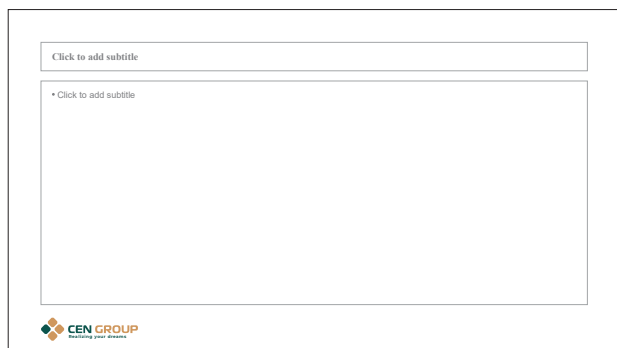 Click to add subtitle
• Click to add subtitle
CEN GROUP
Realizing your dreams